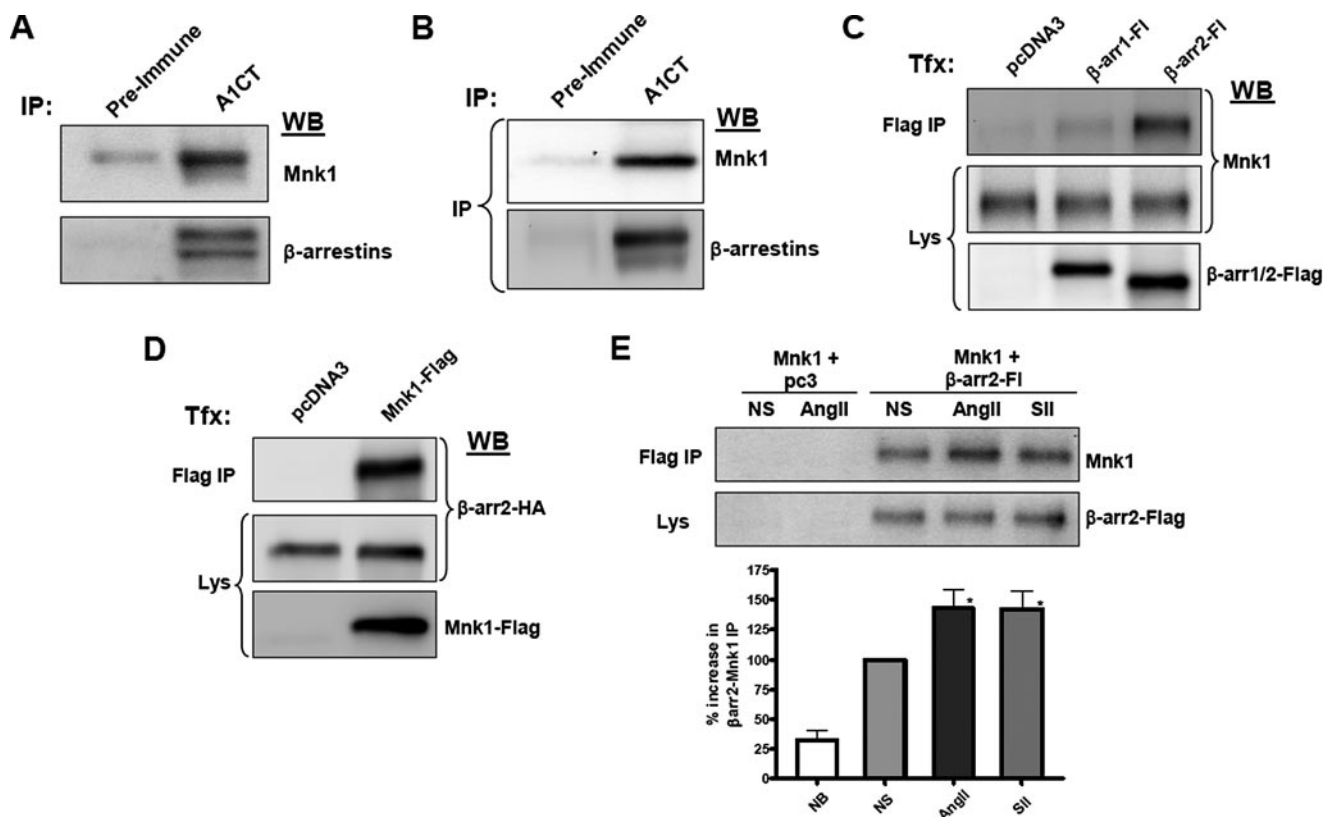 A
IP:
Pre-Immune
A1CT
WB
Mnk1
β-arrestins
B
IP:
Pre-Immune
A1CT
WB
IP
Mnk1
β-arrestins
C
Tfx:
pcDNA3
β-arr1-Fl
β-arr2-Fl
WB
Flag IP
Mnk1
Lys
β-arr1/2-Flag
D
Tfx:
pcDNA3
Mnk1-Flag
WB
Flag IP
β-arr2-HA
Lys
Mnk1-Flag
E
Mnk1 +
pc3
Mnk1 +
β-arr2-Fl
NS
AngII
NS
AngII
SII
Flag IP
Mnk1
Lys
β-arr2-Flag
% increase in
βarr2-Mnk1 IP
175
150
125
100
75
50
25
0
*
*
NB
NS
AngII
SII